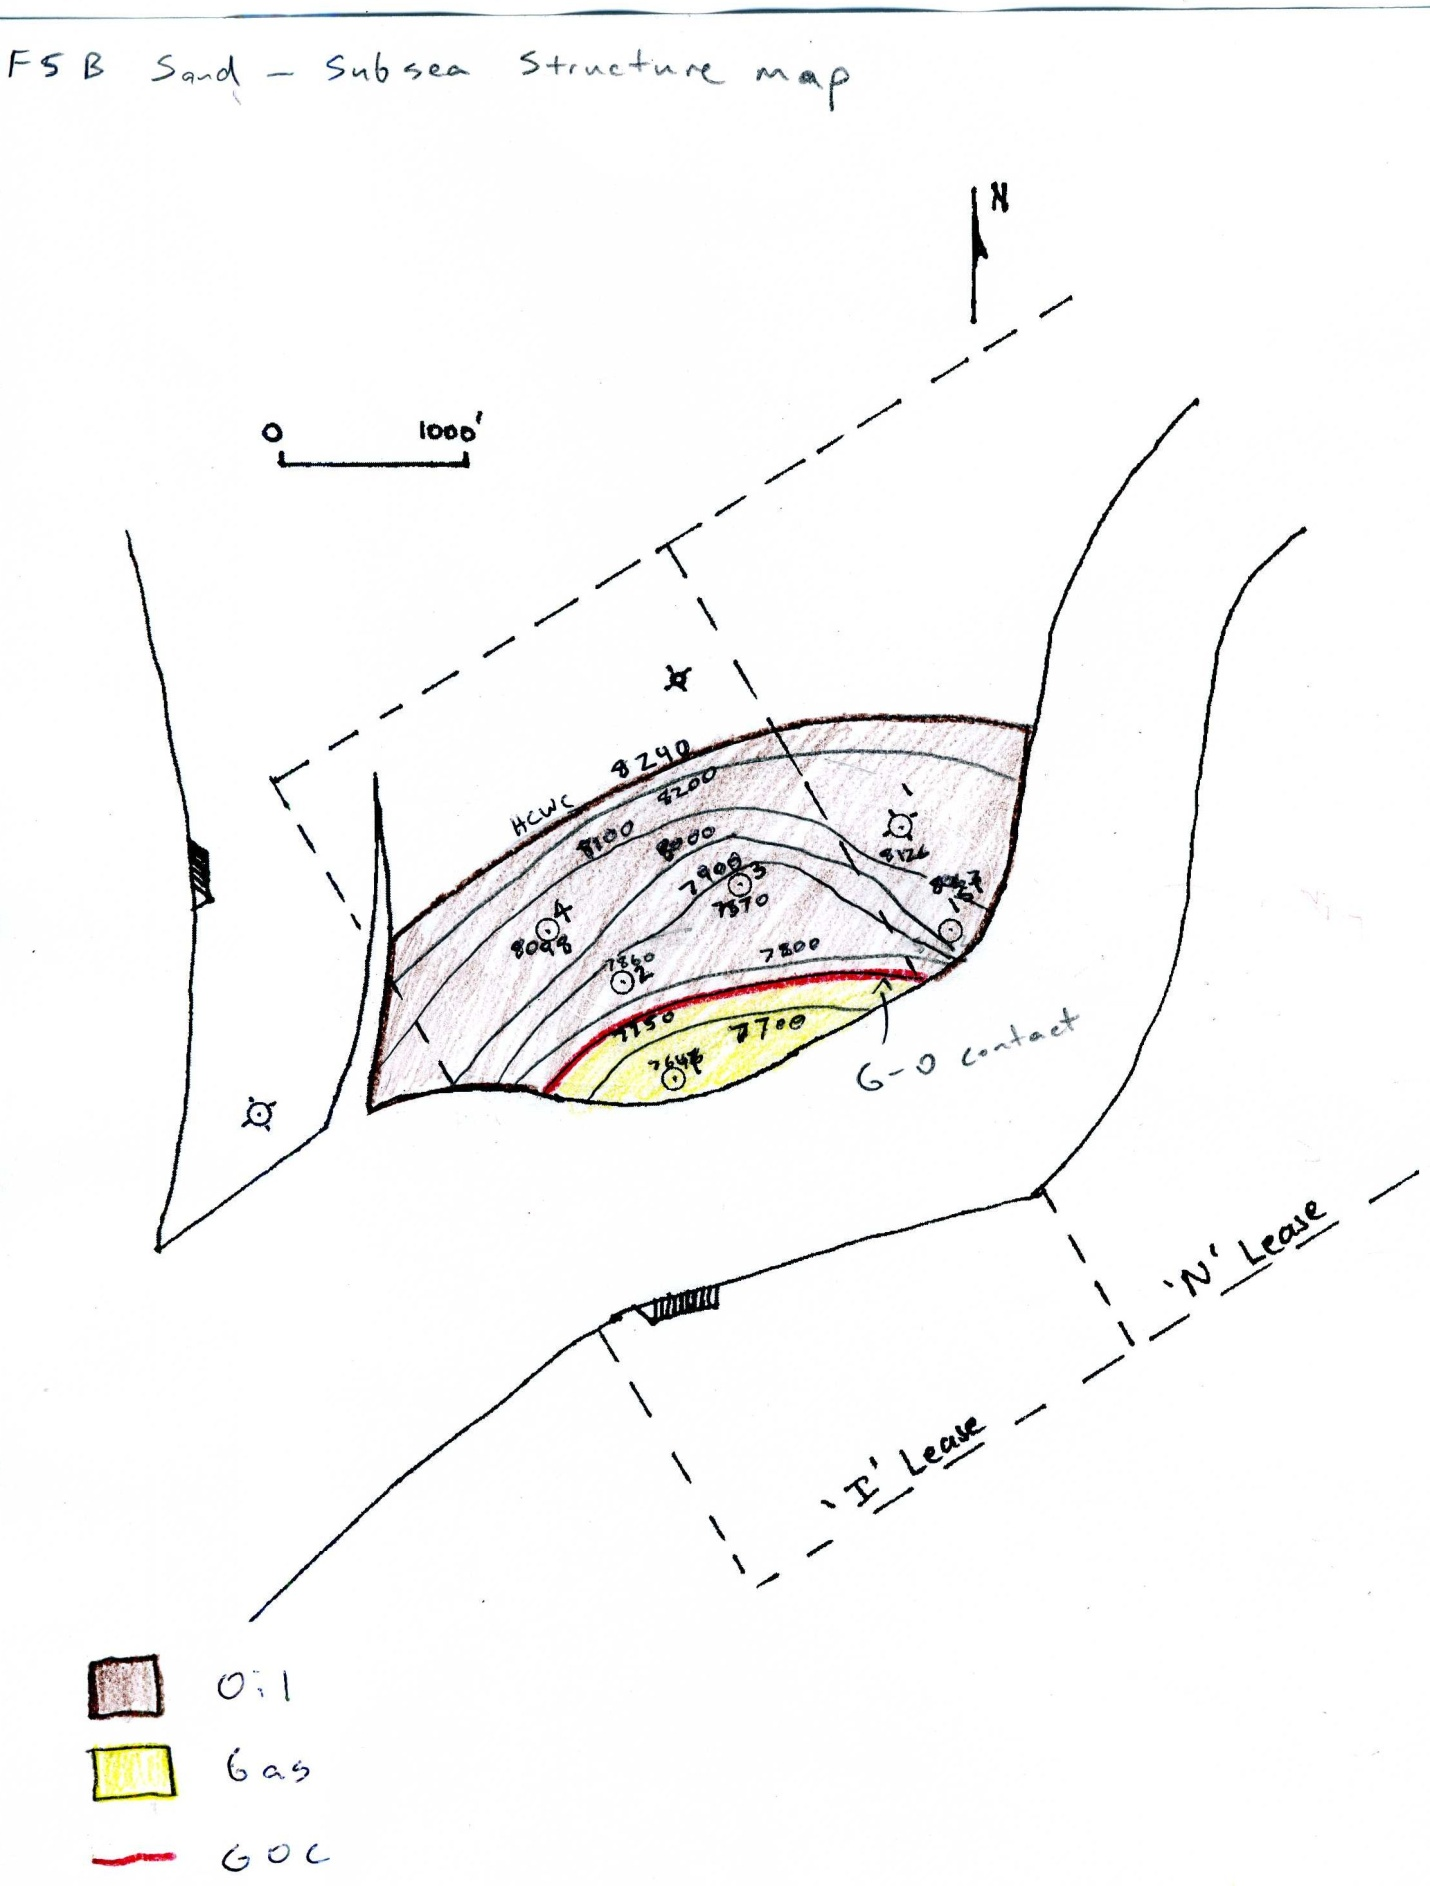 F5B Sand – Subsea Structure map
N
0 1000'
8240
8200
HCWC
8100
8000
7900
3
7870
1
8126
4
8098
7860
2
7800
7750
7700
G-O contact
'N' Lease
'I' Lease
Oil
Gas
GOC